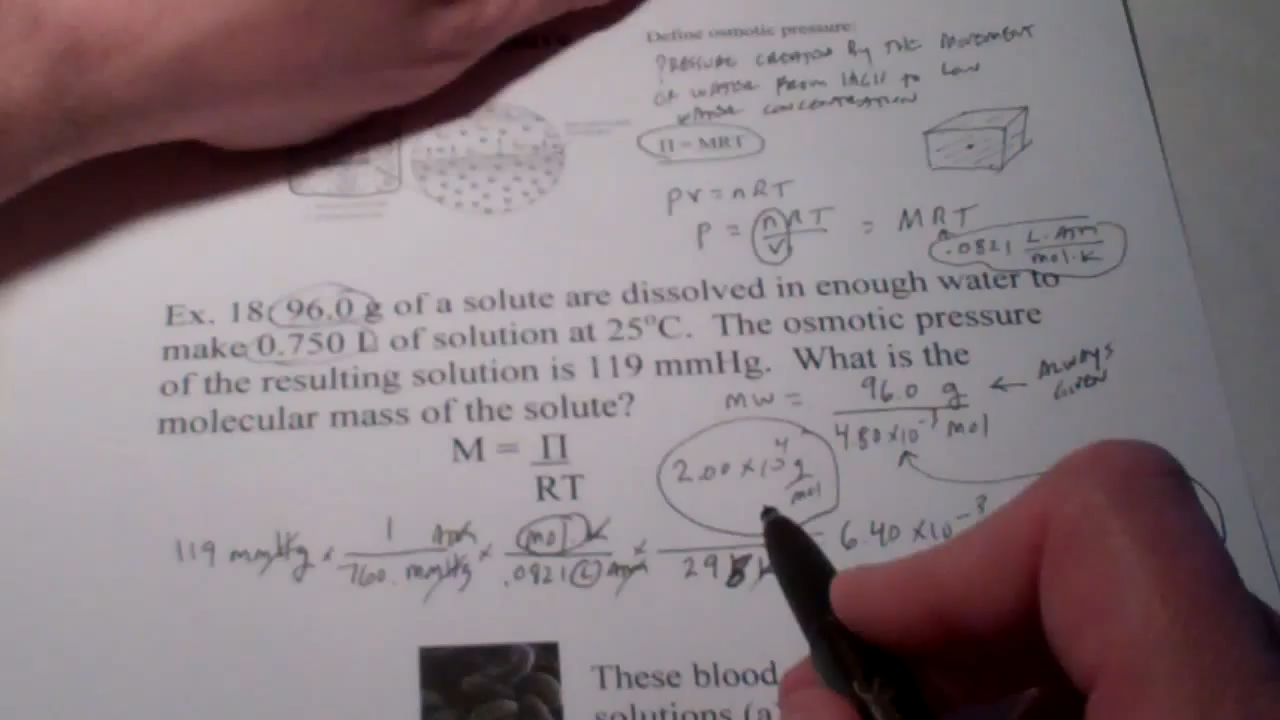 Define osmotic pressure:
PRESSURE CREATED BY THE MOVEMENT
OF WATER FROM HIGH TO LOW
WATER CONCENTRATION
Π = MRT
PV = nRT
P = nRT/V = MRT
.0821 L·ATM/mol·K
Ex. 18 96.0 g of a solute are dissolved in enough water to
make 0.750 L of solution at 25°C. The osmotic pressure
of the resulting solution is 119 mmHg. What is the
molecular mass of the solute?
MW = 96.0 g / 4.80×10⁻³ mol ← ALWAYS GIVEN
M = Π/RT
2.00×10⁴ g/mol
119 mmHg × 1 ATM / 760. mmHg × mol·K / .0821 L ATM × / 298 K = 6.40×10⁻³
These blood
solutions (a